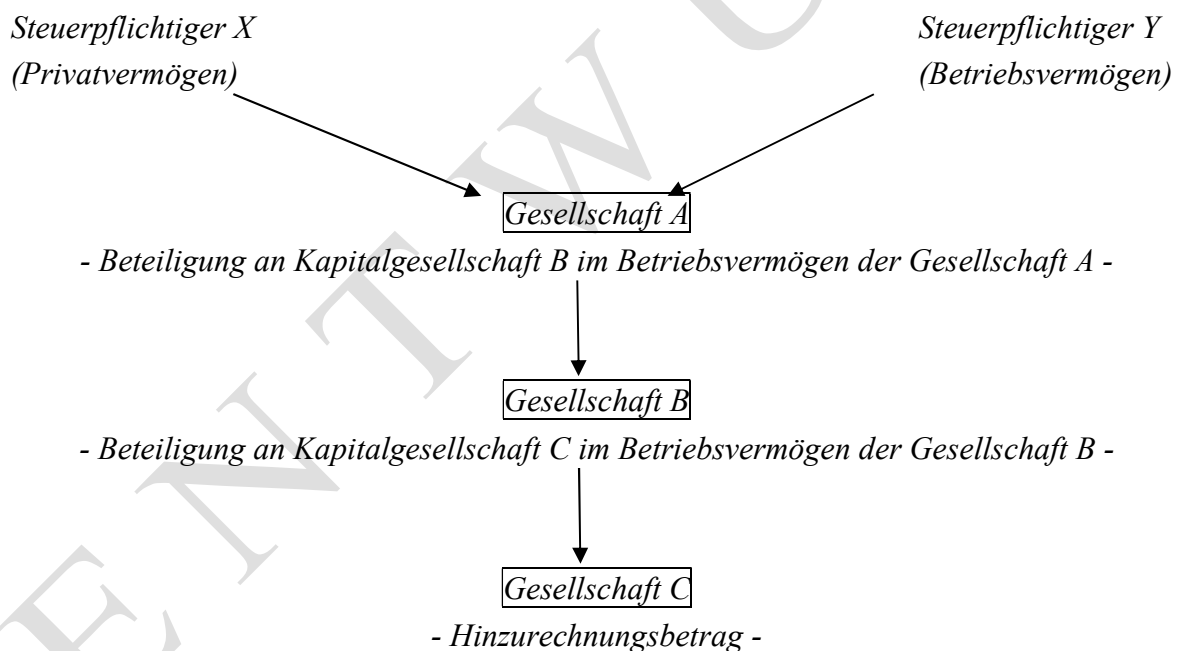 Steuerpflichtiger X Steuerpflichtiger Y
(Privatvermögen) (Betriebsvermögen)
Gesellschaft A
- Beteiligung an Kapitalgesellschaft B im Betriebsvermögen der Gesellschaft A -
Gesellschaft B
- Beteiligung an Kapitalgesellschaft C im Betriebsvermögen der Gesellschaft B -
Gesellschaft C
- Hinzurechnungsbetrag -
E N T W U